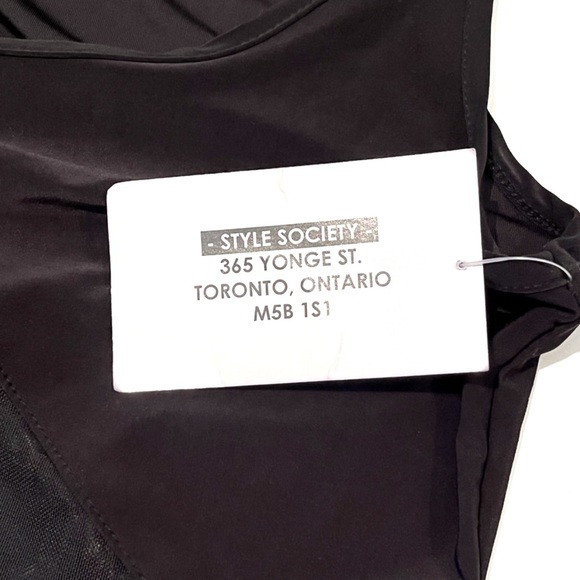 - STYLE SOCIETY -
365 YONGE ST.
TORONTO, ONTARIO
M5B 1S1